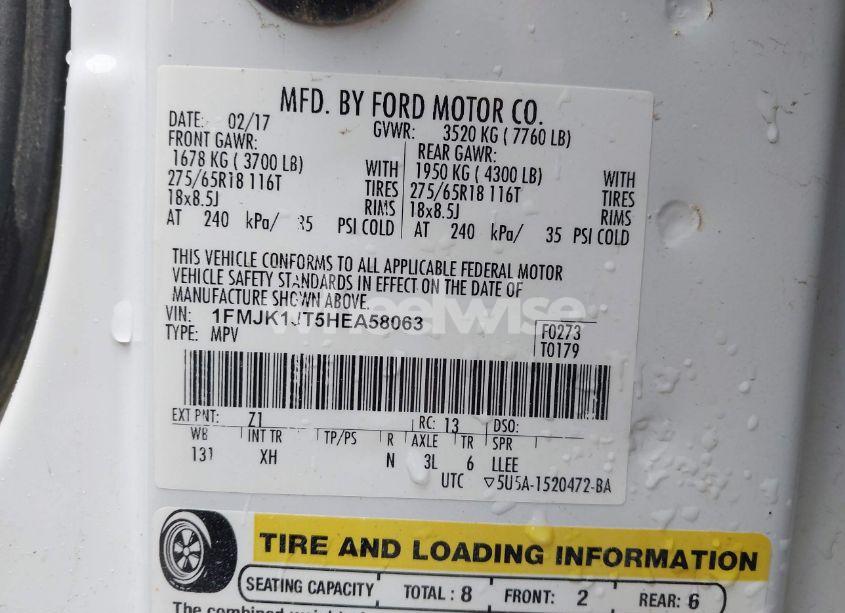 MFD. BY FORD MOTOR CO.
DATE: 02/17 GVWR: 3520 KG ( 7760 LB)
FRONT GAWR: REAR GAWR:
1678 KG ( 3700 LB) WITH 1950 KG ( 4300 LB) WITH
275/65R18 116T TIRES 275/65R18 116T TIRES
18x8.5J RIMS 18x8.5J RIMS
AT 240 kPa/ 35 PSI COLD AT 240 kPa/ 35 PSI COLD
THIS VEHICLE CONFORMS TO ALL APPLICABLE FEDERAL MOTOR
VEHICLE SAFETY STANDARDS IN EFFECT ON THE DATE OF
MANUFACTURE SHOWN ABOVE.
VIN: 1FMJK1JT5HEA58063 F0273
TYPE: MPV T0179
wheelwise
EXT PNT: Z1 RC: 13 DSO:
WB INT TR TP/PS R AXLE TR SPR
131 XH N 3L 6 LLEE
UTC ▽5U5A-1520472-BA
TIRE AND LOADING INFORMATION
SEATING CAPACITY TOTAL : 8 FRONT: 2 REAR: 6
The combined